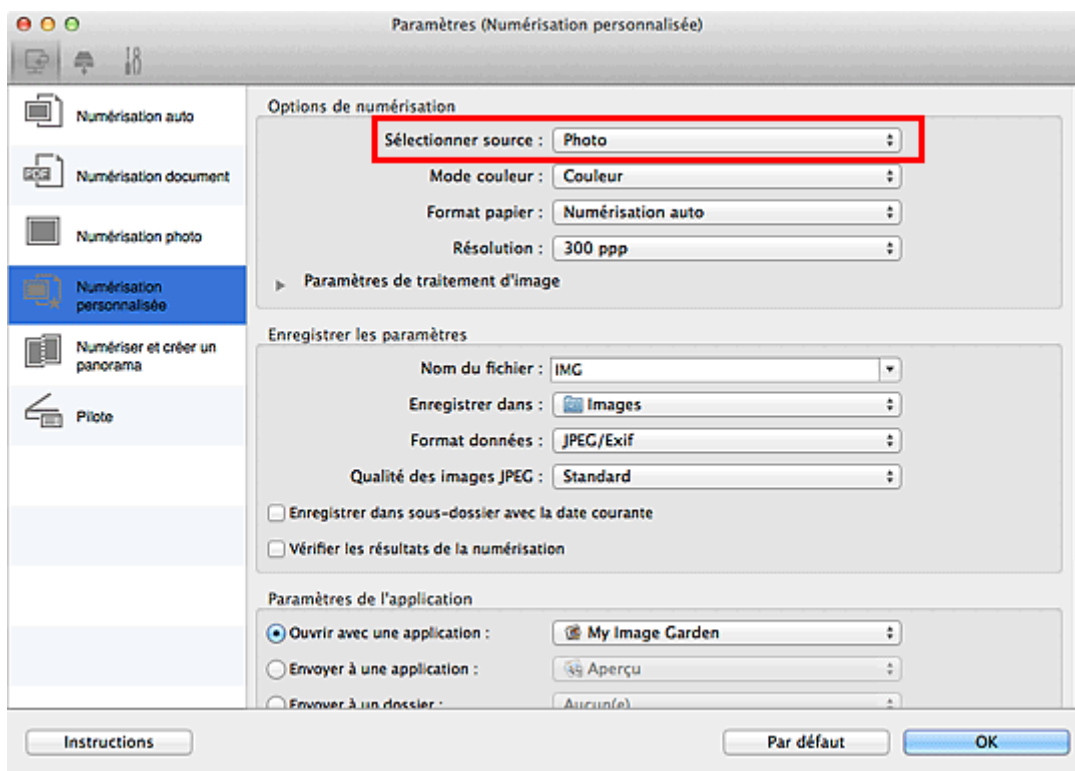 Paramètres (Numérisation personnalisée)
Numérisation auto
Numérisation document
Numérisation photo
Numérisation
personnalisée
Numériser et créer un
panorama
Pilote
Options de numérisation
Sélectionner source : Photo
Mode couleur : Couleur
Format papier : Numérisation auto
Résolution : 300 ppp
Paramètres de traitement d'image
Enregistrer les paramètres
Nom du fichier : IMG
Enregistrer dans : Images
Format données : JPEG/Exif
Qualité des images JPEG : Standard
Enregistrer dans sous-dossier avec la date courante
Vérifier les résultats de la numérisation
Paramètres de l'application
Ouvrir avec une application : My Image Garden
Envoyer à une application : Aperçu
Envoyer à un dossier : Aucun(e)
Instructions
Par défaut
OK